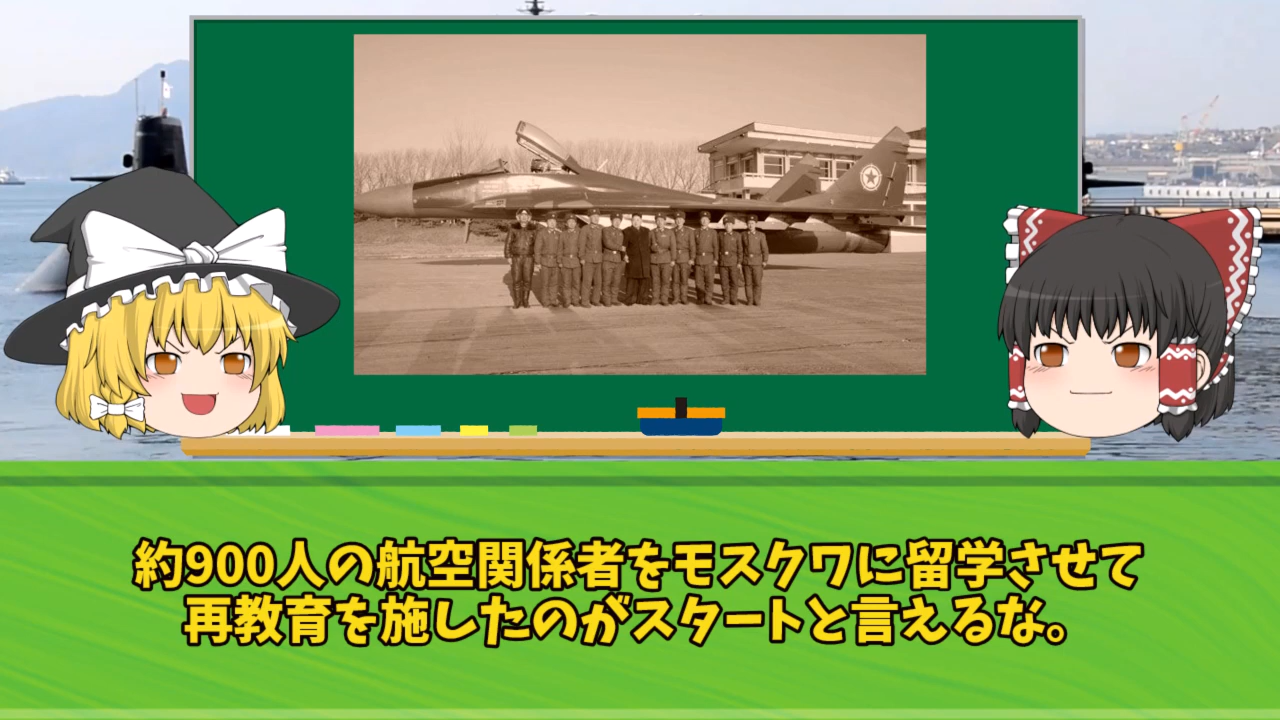 約900人の航空関係者をモスクワに留学させて
再教育を施したのがスタートと言えるな。